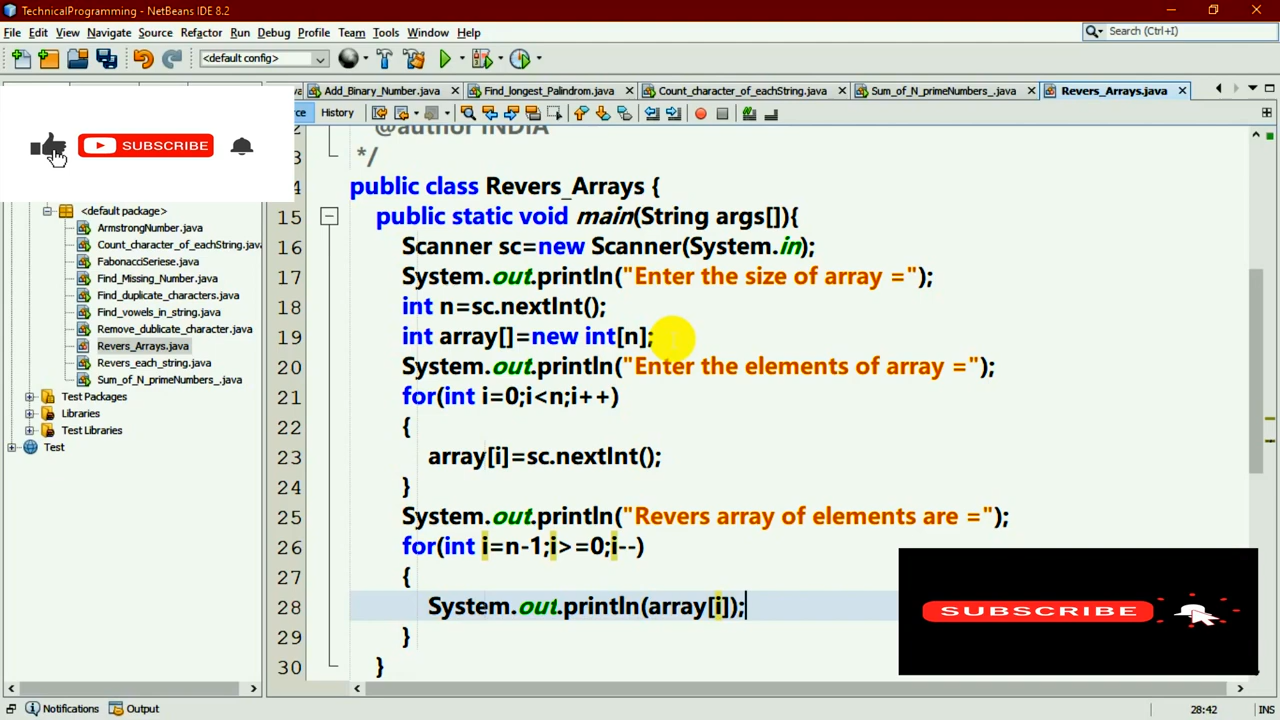 TechnicalProgramming - NetBeans IDE 8.2
File Edit View Navigate Source Refactor Run Debug Profile Team Tools Window Help
Search (Ctrl+I)
<default config>
Add_Binary_Number.java
Find_longest_Palindrom.java
Count_character_of_eachString.java
Sum_of_N_primeNumbers_.java
Revers_Arrays.java
History
SUBSCRIBE
<default package>
ArmstrongNumber.java
Count_character_of_eachString.java
FabonacciSeriese.java
Find_Missing_Number.java
Find_duplicate_characters.java
Find_vowels_in_string.java
Remove_dublicate_character.java
Revers_Arrays.java
Revers_each_string.java
Sum_of_N_primeNumbers_.java
Test Packages
Libraries
Test Libraries
Test
@author INDIA
*/
public class Revers_Arrays {
15 public static void main(String args[]){
16 Scanner sc=new Scanner(System.in);
17 System.out.println("Enter the size of array =");
18 int n=sc.nextInt();
19 int array[]=new int[n];
20 System.out.println("Enter the elements of array =");
21 for(int i=0;i<n;i++)
22 {
23 array[i]=sc.nextInt();
24 }
25 System.out.println("Revers array of elements are =");
26 for(int i=n-1;i>=0;i--)
27 {
28 System.out.println(array[i]);
29 }
30 }
SUBSCRIBE
Notifications Output
28:42 INS